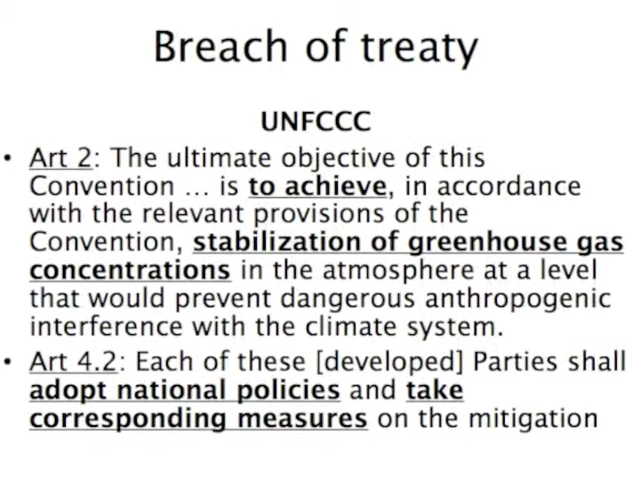 Breach of treaty
UNFCCC
• Art 2: The ultimate objective of this
Convention … is to achieve, in accordance
with the relevant provisions of the
Convention, stabilization of greenhouse gas
concentrations in the atmosphere at a level
that would prevent dangerous anthropogenic
interference with the climate system.
• Art 4.2: Each of these [developed] Parties shall
adopt national policies and take
corresponding measures on the mitigation